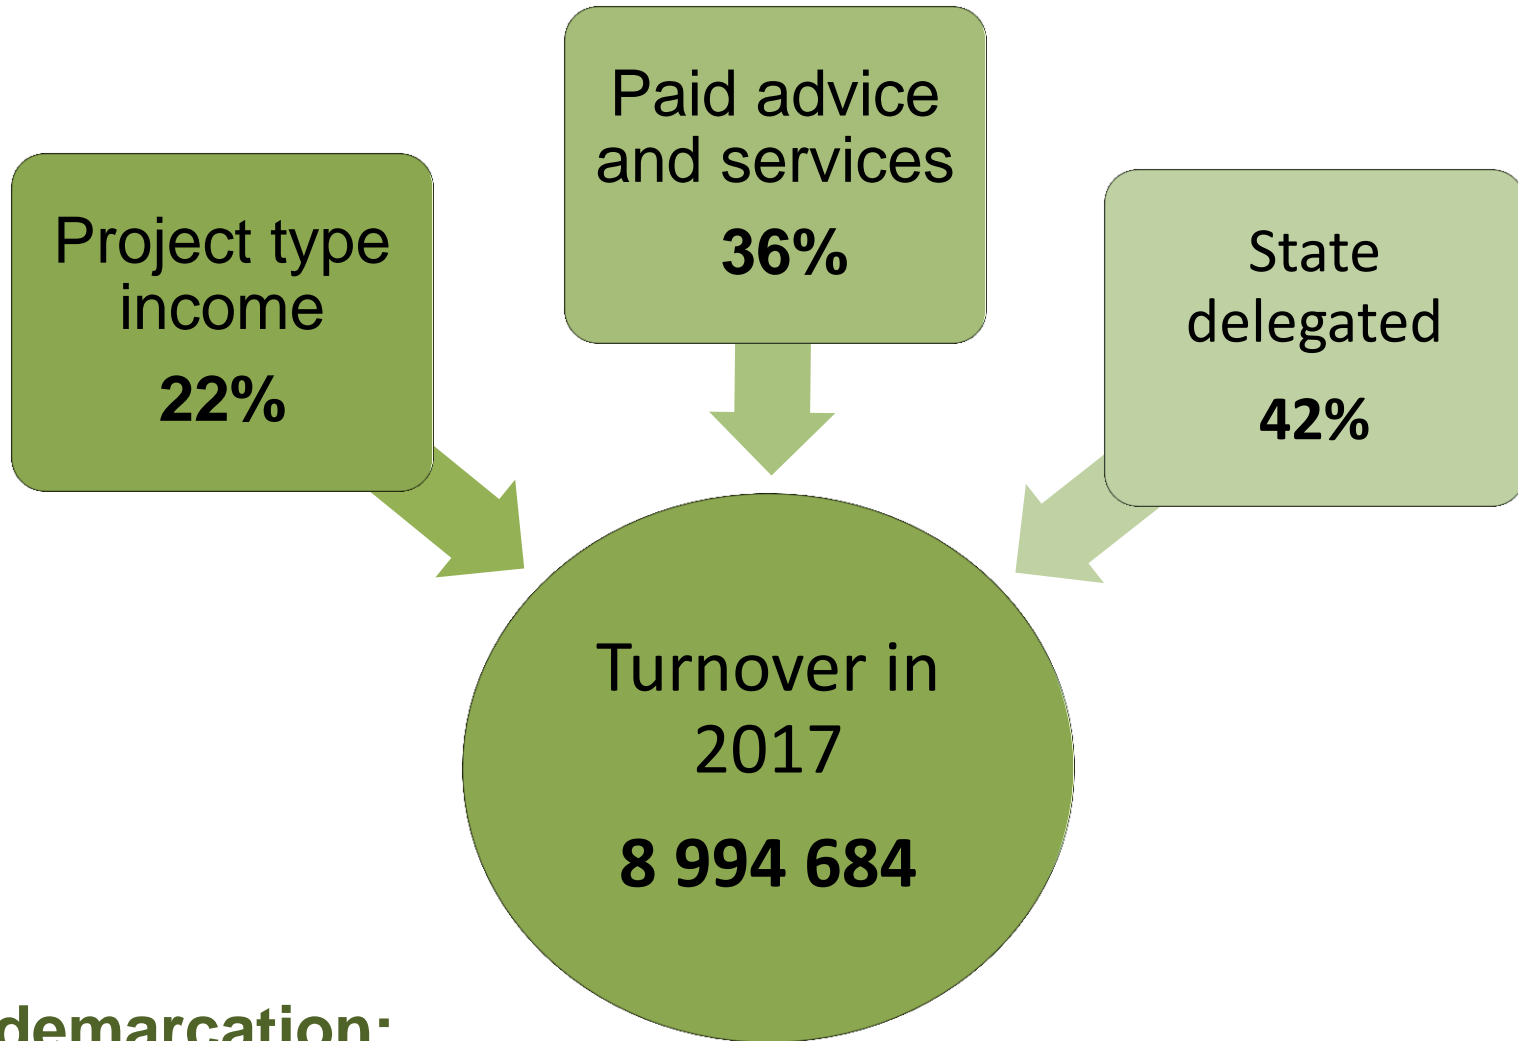 Paid advice
and services
36%
Project type
income
22%
State
delegated
42%
Turnover in
2017
8 994 684
demarcation: